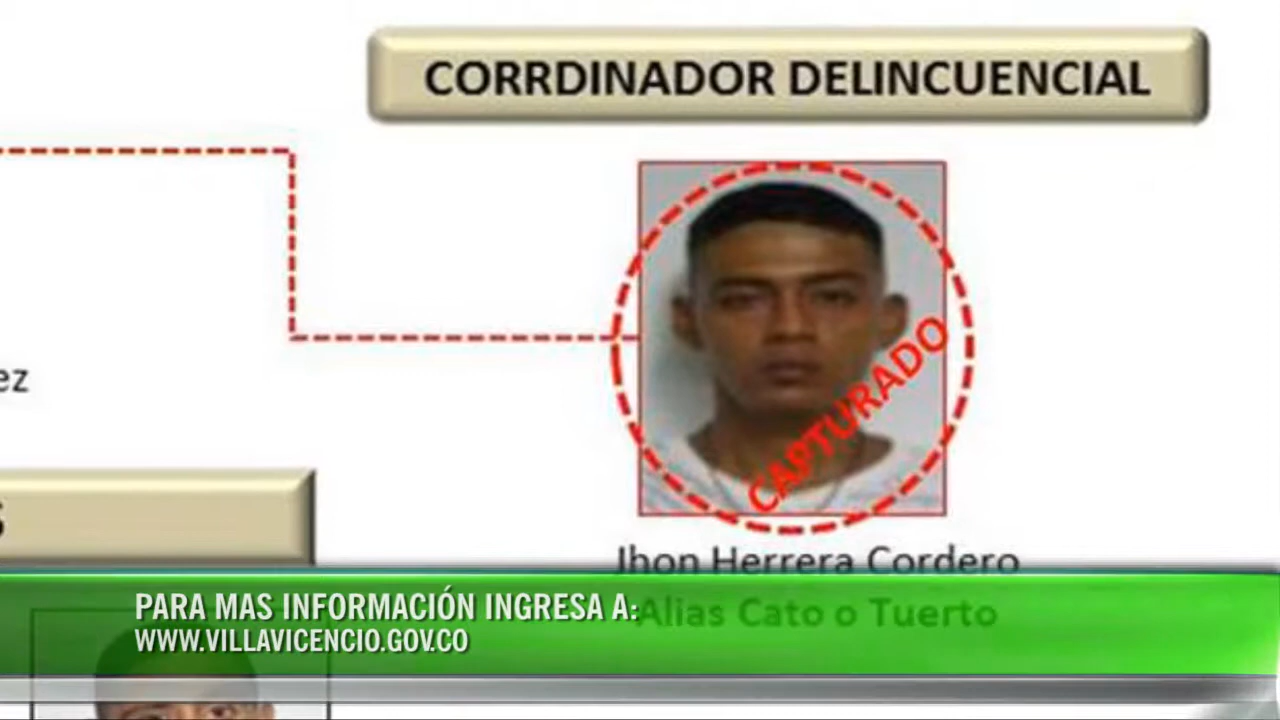 CORRDINADOR DELINCUENCIAL
CAPTURADO
ez
Jhon Herrera Cordero
Alias Cato o Tuerto
S
PARA MAS INFORMACIÓN INGRESA A:
WWW.VILLAVICENCIO.GOV.CO